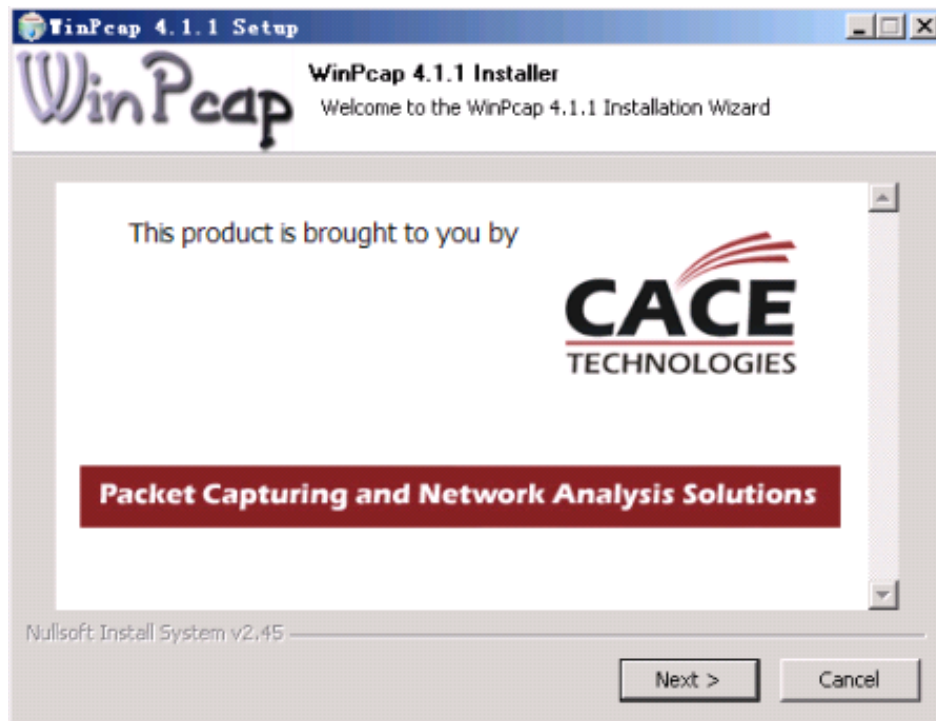 WinPcap 4.1.1 Setup
WinPcap
WinPcap 4.1.1 Installer
Welcome to the WinPcap 4.1.1 Installation Wizard
This product is brought to you by
CACE
TECHNOLOGIES
Packet Capturing and Network Analysis Solutions
Nullsoft Install System v2.45
Next >
Cancel